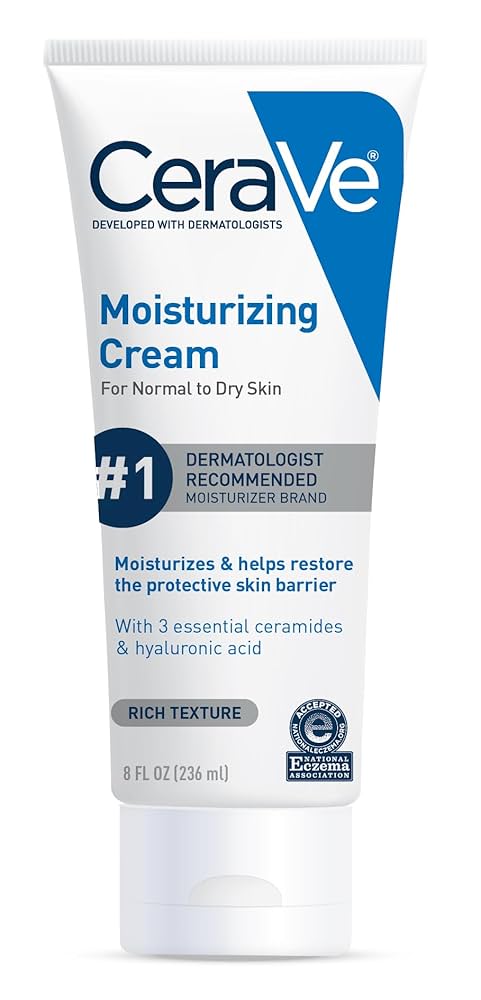 CeraVe®
DEVELOPED WITH DERMATOLOGISTS
Moisturizing
Cream
For Normal to Dry Skin
#1
DERMATOLOGIST
RECOMMENDED
MOISTURIZER BRAND
Moisturizes & helps restore
the protective skin barrier
With 3 essential ceramides
& hyaluronic acid
RICH TEXTURE
ACCEPTED
NATIONALECZEMA.ORG
NATIONAL
Eczema
ASSOCIATION
8 FL OZ (236 ml)